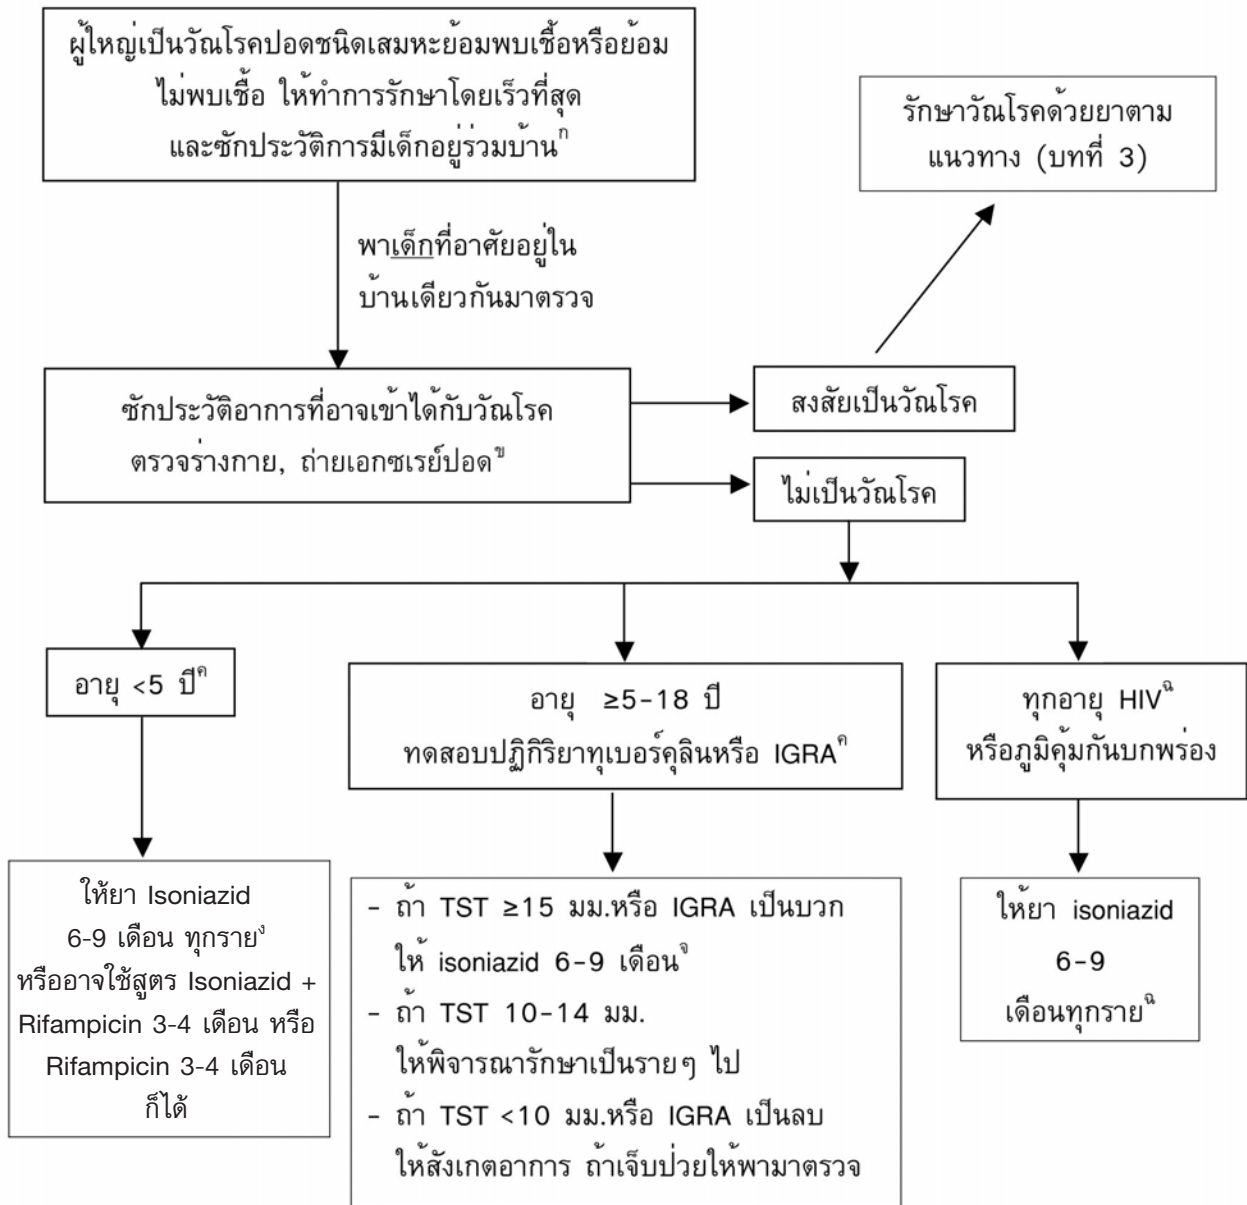 ผู้ใหญ่เป็นวัณโรคปอดชนิดเสมหะย้อมพบเชื้อหรือย้อม
ไม่พบเชื้อ ให้ทำการรักษาโดยเร็วที่สุด
และซักประวัติการมีเด็กอยู่ร่วมบ้านก
รักษาวัณโรคด้วยยาตาม
แนวทาง (บทที่ 3)
พาเด็กที่อาศัยอยู่ใน
บ้านเดียวกันมาตรวจ
ซักประวัติอาการที่อาจเข้าได้กับวัณโรค
ตรวจร่างกาย, ถ่ายเอกซเรย์ปอดข
สงสัยเป็นวัณโรค
ไม่เป็นวัณโรค
อายุ <5 ปีค
อายุ ≥5-18 ปี
ทดสอบปฏิกิริยาทุเบอร์คุลินหรือ IGRAค
ทุกอายุ HIVฉ
หรือภูมิคุ้มกันบกพร่อง
ให้ยา Isoniazid
6-9 เดือน ทุกรายง
หรืออาจใช้สูตร Isoniazid +
Rifampicin 3-4 เดือน หรือ
Rifampicin 3-4 เดือน
ก็ได้
- ถ้า TST ≥15 มม.หรือ IGRA เป็นบวก
ให้ isoniazid 6-9 เดือนจ
- ถ้า TST 10-14 มม.
ให้พิจารณารักษาเป็นรายๆ ไป
- ถ้า TST <10 มม.หรือ IGRA เป็นลบ
ให้สังเกตอาการ ถ้าเจ็บป่วยให้พามาตรวจ
ให้ยา isoniazid
6-9
เดือนทุกรายฉ